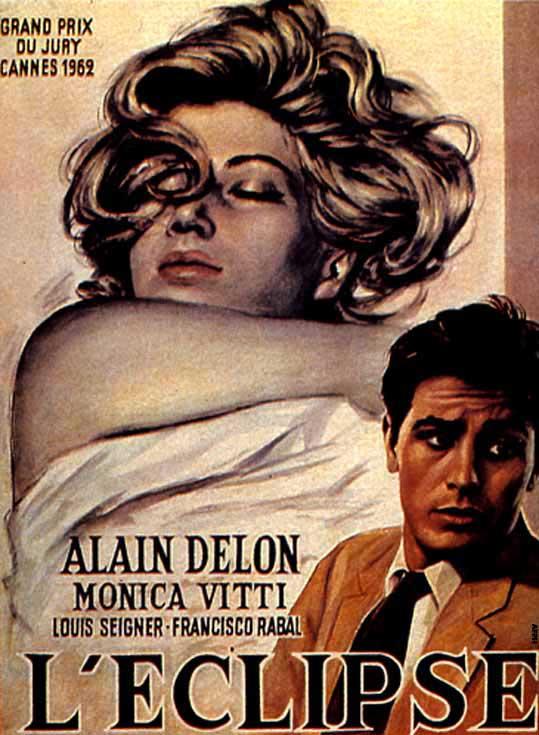 GRAND PRIX
DU JURY
CANNES 1962
ALAIN DELON
MONICA VITTI
LOUIS SEIGNER · FRANCISCO RABAL
L'ECLIPSE